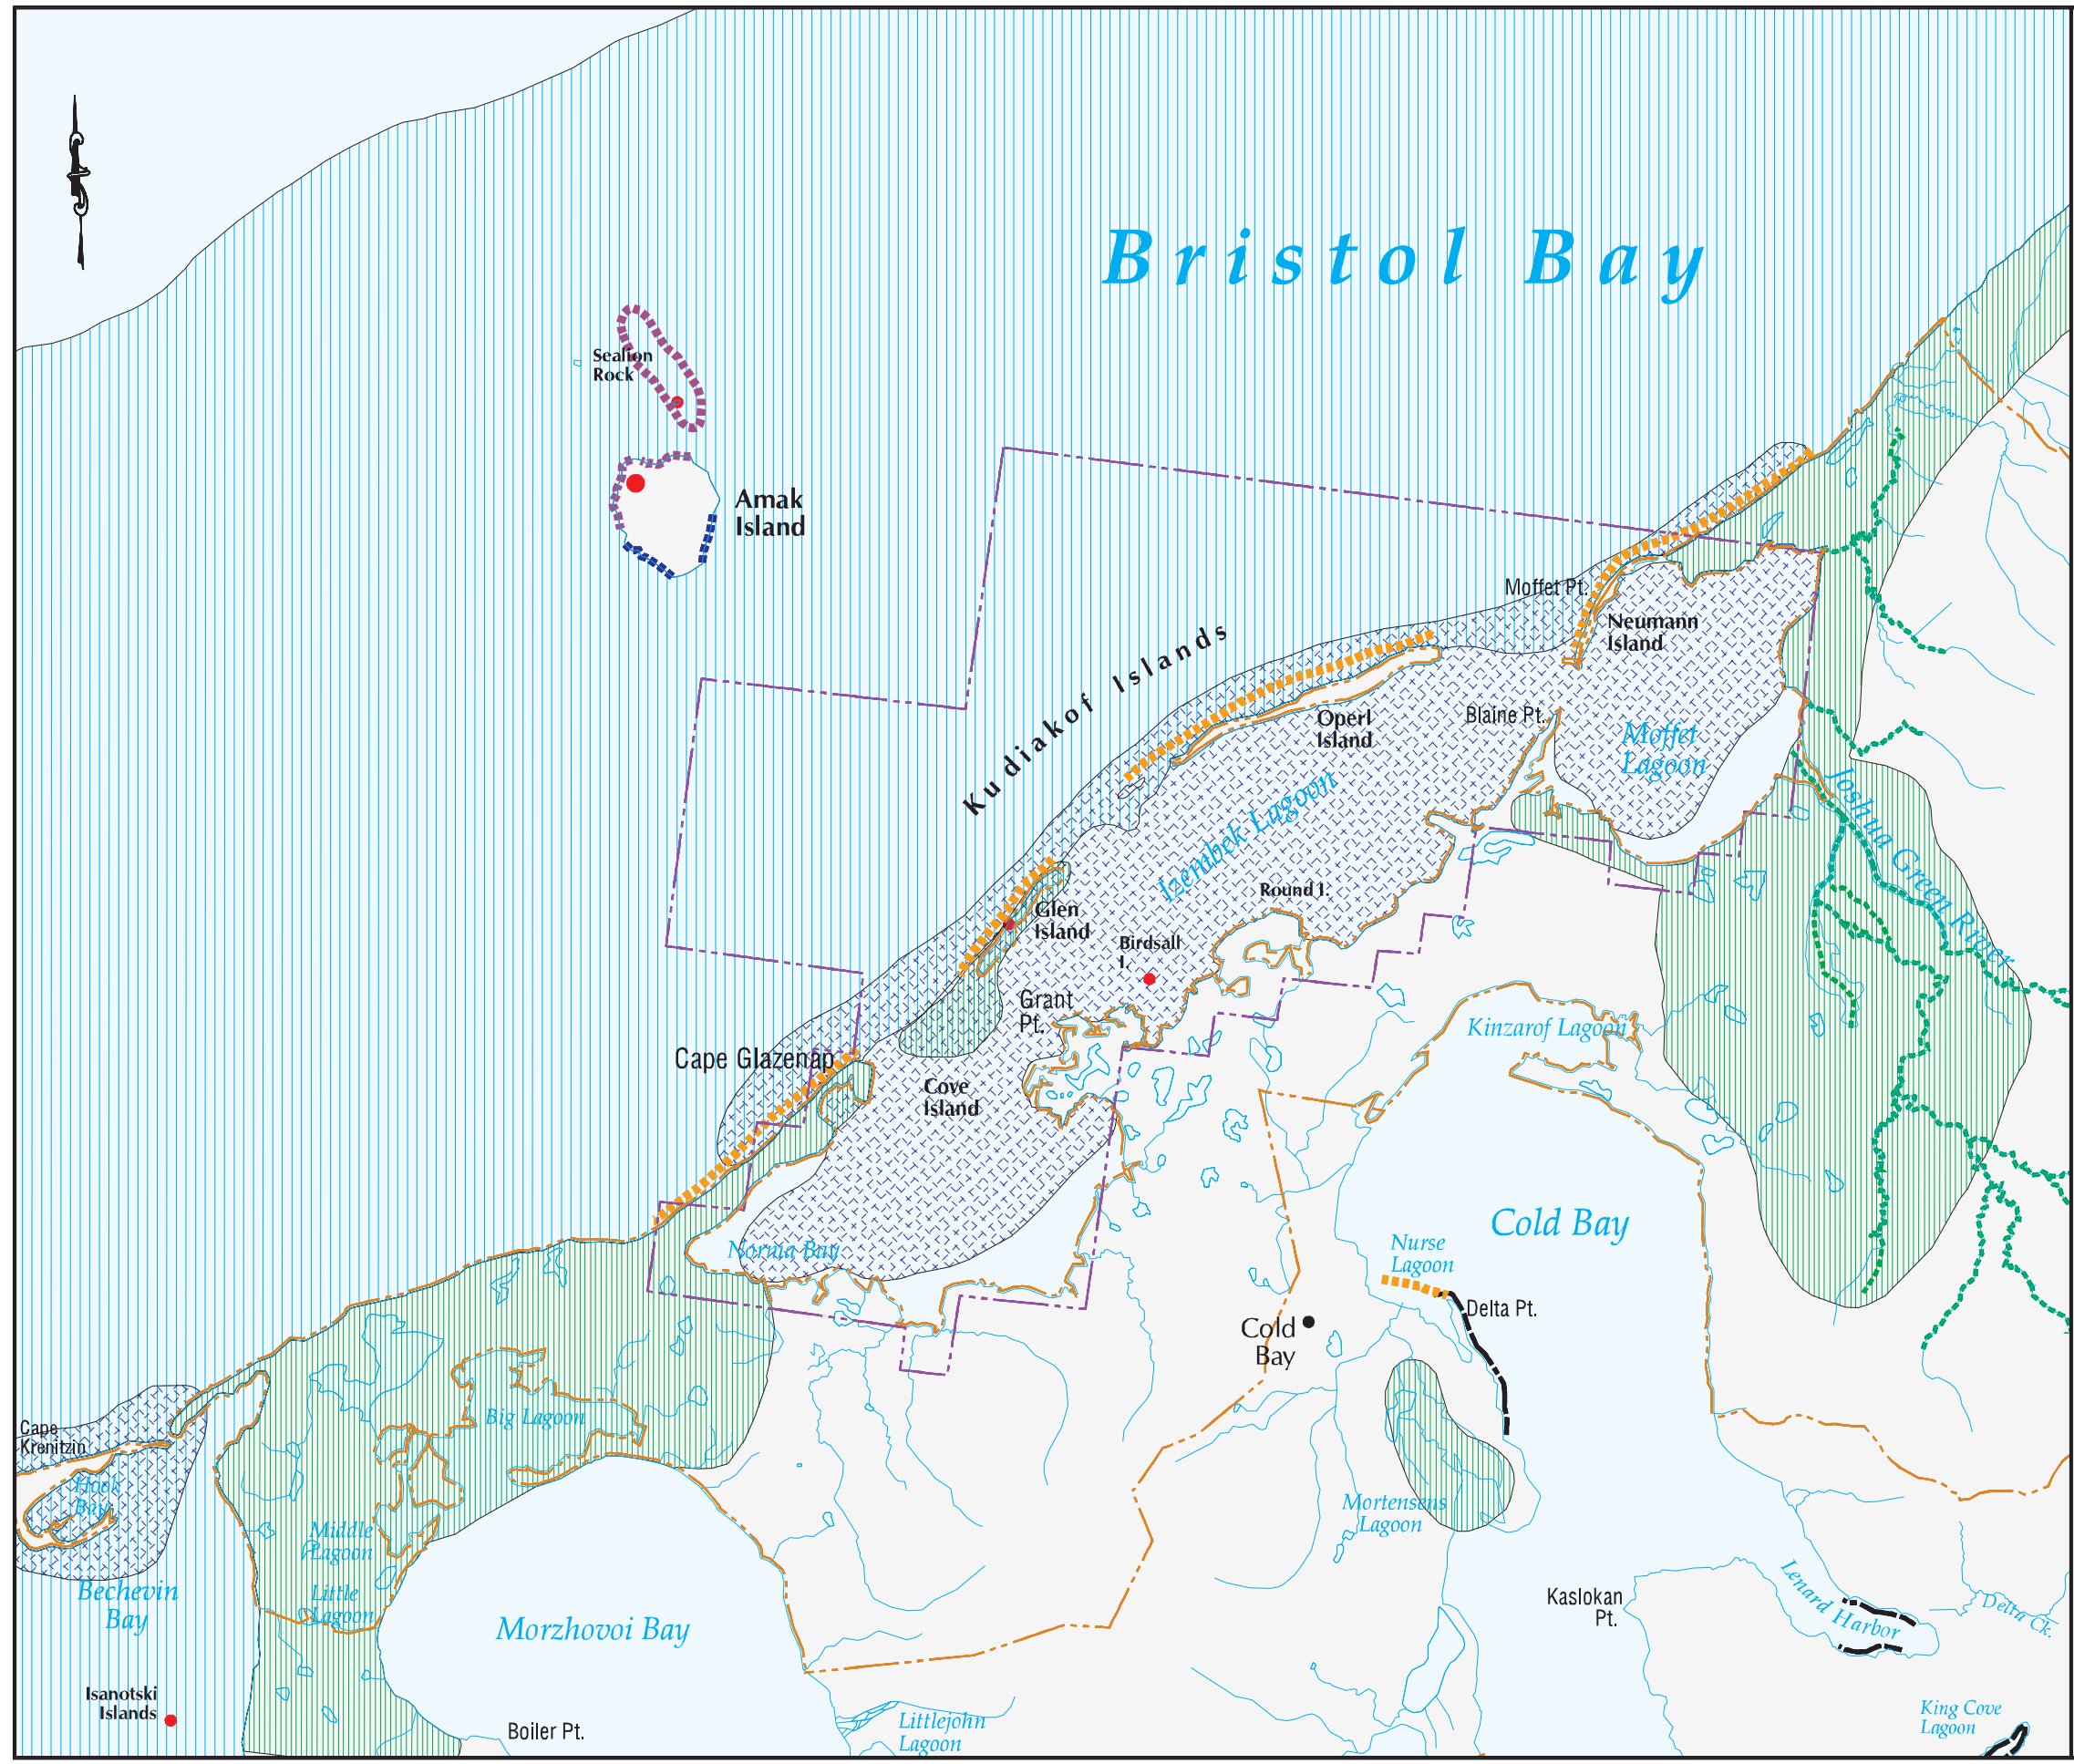 Bristol Bay
Sealion
Rock
Amak
Island
Moffet Pt.
Neumann
Island
Kudiakof Islands
Operl
Island
Blaine Pt.
Moffet
Lagoon
Izembek Lagoon
Joshua Green River
Round I.
Glen
Island
Birdsall
I.
Grant
Pt.
Kinzarof Lagoon
Cape Glazenap
Cove
Island
Cold Bay
Norma Bay
Nurse
Lagoon
Delta Pt.
Cold
Bay
Big Lagoon
Cape
Krenitzin
Hook
Bay
Mortensens
Lagoon
Middle
Lagoon
Bechevin
Bay
Little
Lagoon
Morzhovoi Bay
Kaslokan
Pt.
Lenard Harbor
Delta Ck.
Isanotski
Islands
Boiler Pt.
Littlejohn
Lagoon
King Cove
Lagoon